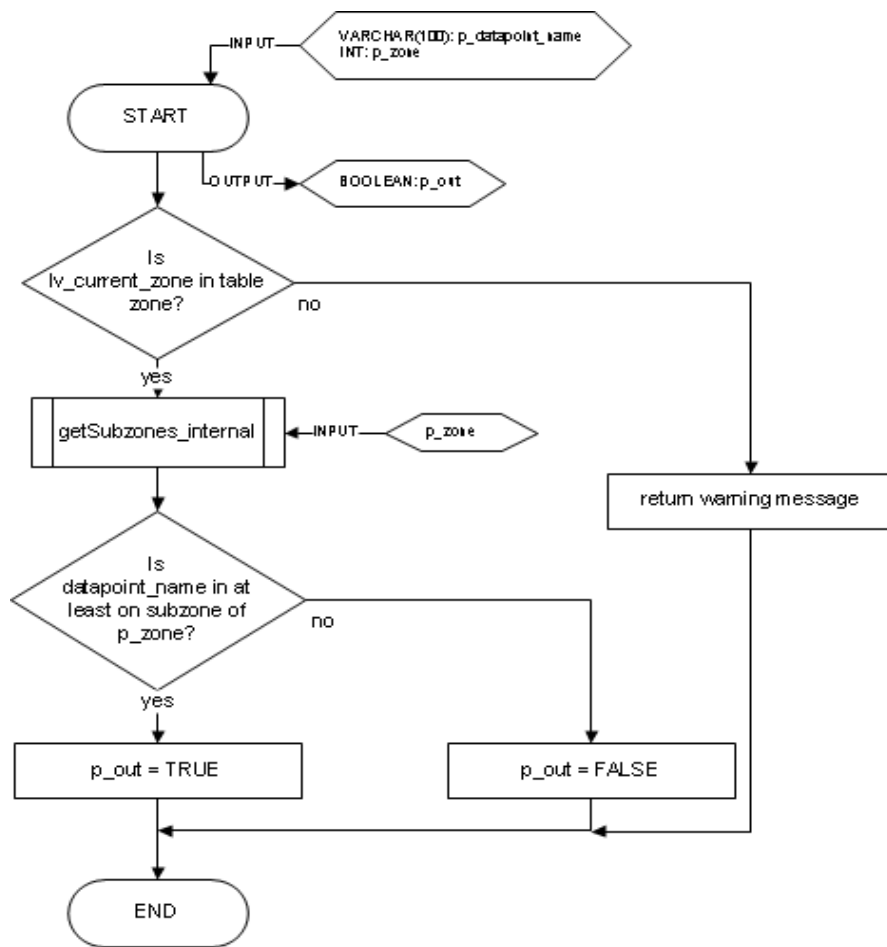 INPUT
VARCHAR(100): p_datapoint_name
INT: p_zone
START
OUTPUT
BOOLEAN: p_out
Is
lv_current_zone in table
zone?
no
yes
getSubzones_internal
INPUT
p_zone
return warning message
Is
datapoint_name in at
least on subzone of
p_zone?
no
yes
p_out = TRUE
p_out = FALSE
END